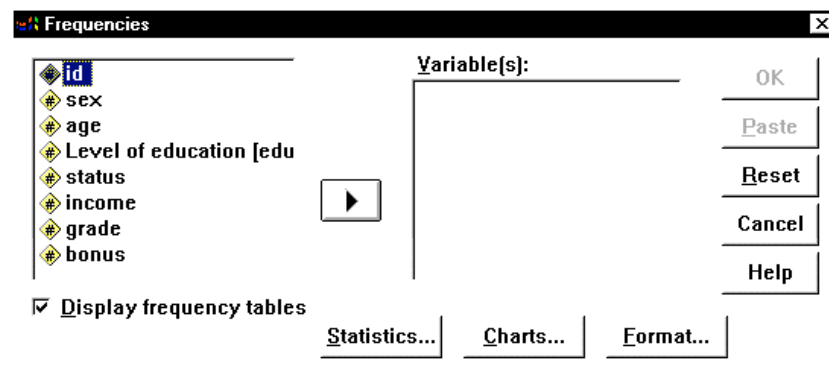 Frequencies
id
sex
age
Level of education [edu
status
income
grade
bonus
Display frequency tables
Variable(s):
OK
Paste
Reset
Cancel
Help
Statistics...
Charts...
Format...